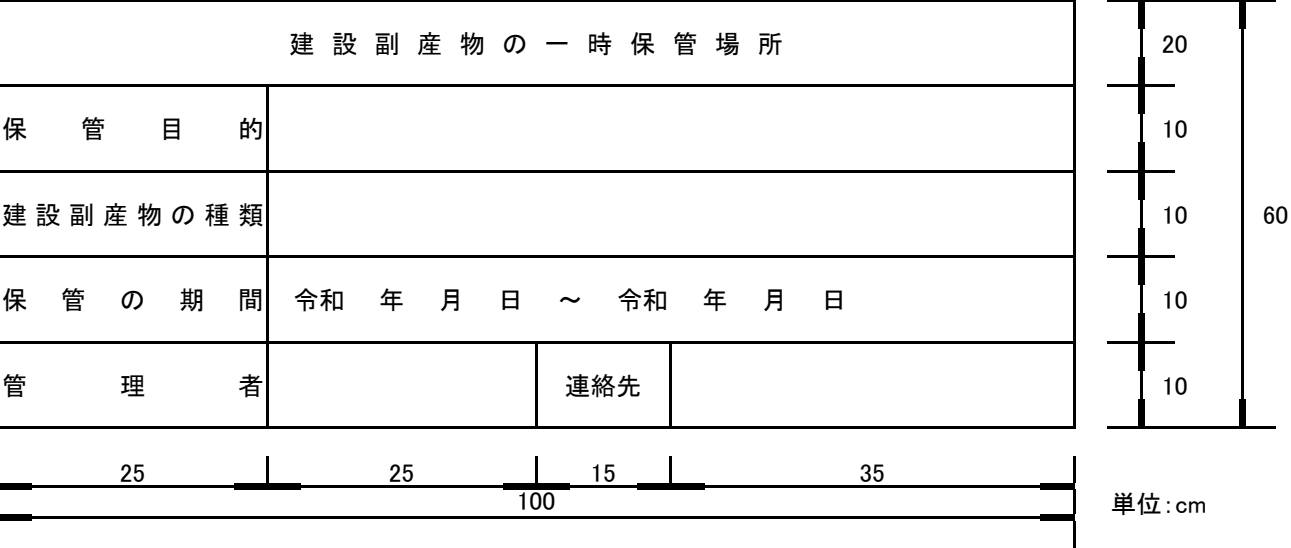 建設副産物の一時保管場所
20
保管目的
10
建設副産物の種類
10
60
保管の期間 令和 年 月 日 ～ 令和 年 月 日
10
管理者 連絡先
10
25 25 15 35
100
単位：cm